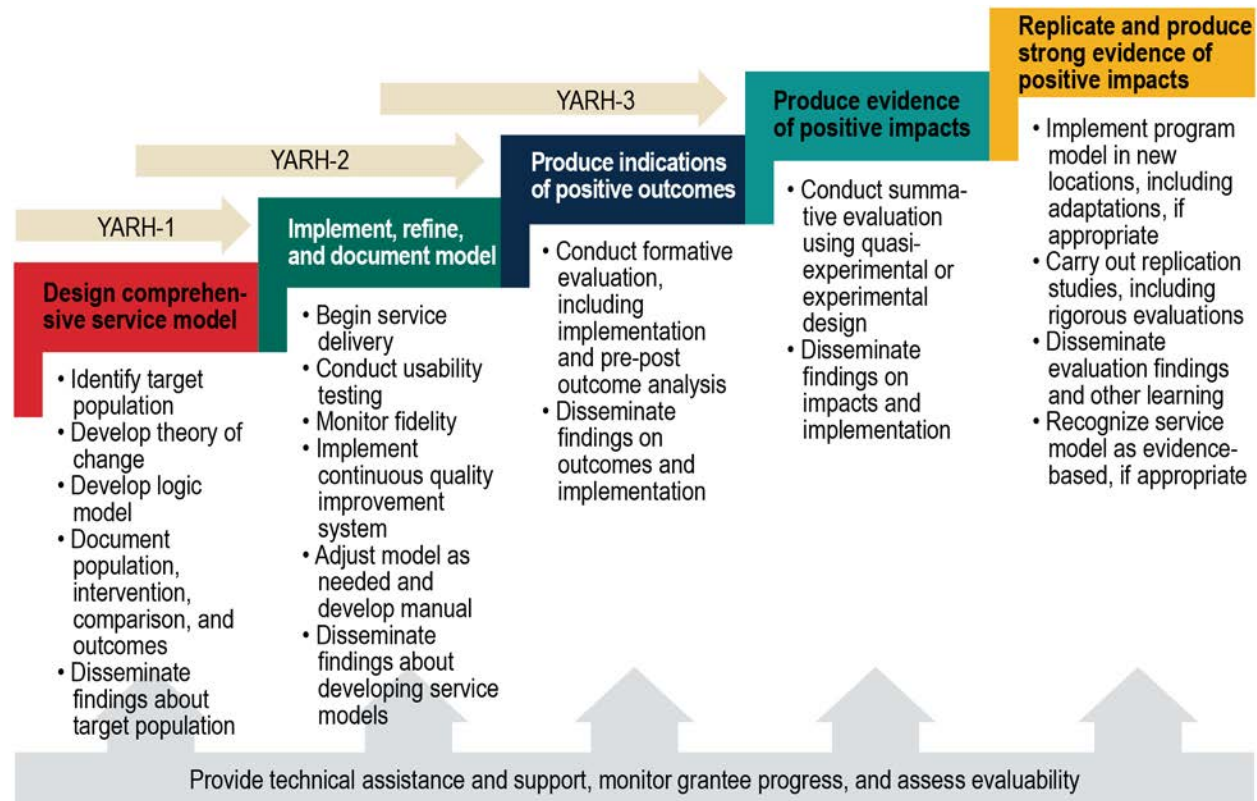 YARH-1
Design comprehen-
sive service model
• Identify target
population
• Develop theory of
change
• Develop logic
model
• Document
population,
intervention,
comparison, and
outcomes
• Disseminate
findings about
target population
YARH-2
Implement, refine,
and document model
• Begin service
delivery
• Conduct usability
testing
• Monitor fidelity
• Implement
continuous quality
improvement
system
• Adjust model as
needed and
develop manual
• Disseminate
findings about
developing service
models
YARH-3
Produce indications
of positive outcomes
• Conduct formative
evaluation,
including
implementation
and pre-post
outcome analysis
• Disseminate
findings on
outcomes and
implementation
Produce evidence
of positive impacts
• Conduct summa-
tive evaluation
using quasi-
experimental or
experimental
design
• Disseminate
findings on
impacts and
implementation
Replicate and produce
strong evidence of
positive impacts
• Implement program
model in new
locations, including
adaptations, if
appropriate
• Carry out replication
studies, including
rigorous evaluations
• Disseminate
evaluation findings
and other learning
• Recognize service
model as evidence-
based, if appropriate
Provide technical assistance and support, monitor grantee progress, and assess evaluability